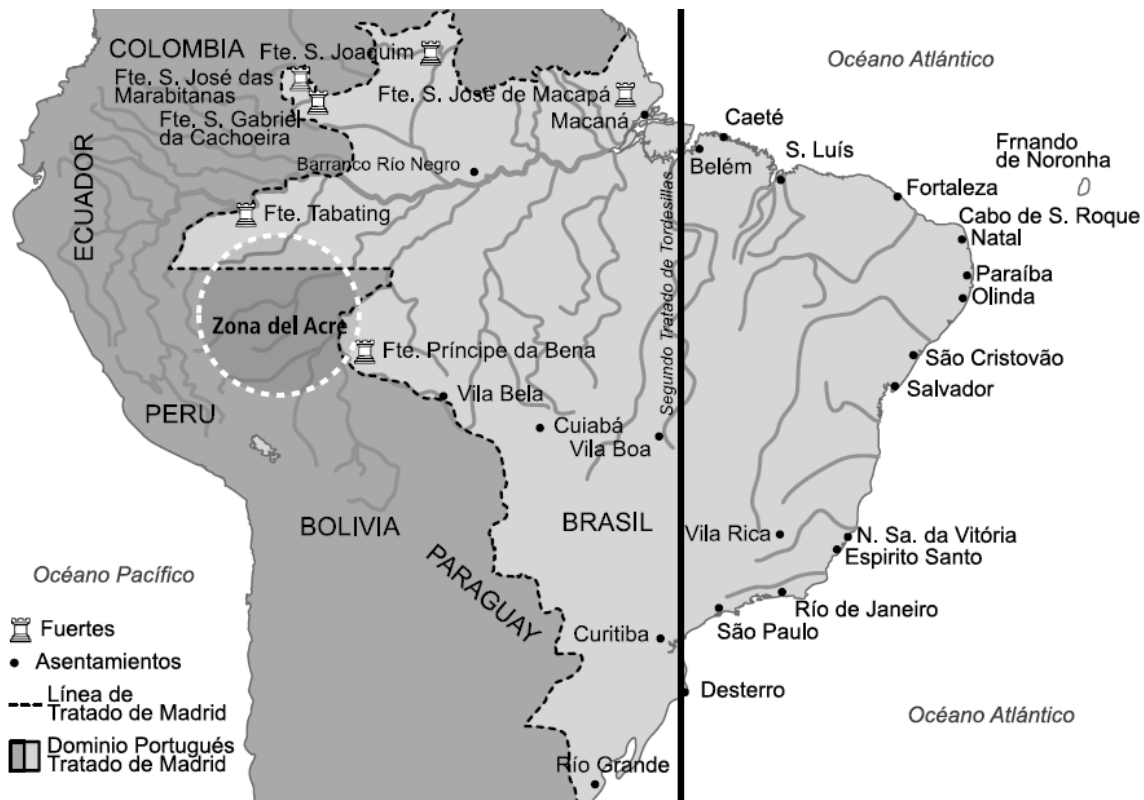 COLOMBIA
Fte. S. Joaquim
Océano Atlántico
Fte. S. José das
Marabitanas
Fte. S. José de Macapá
Fte. S. Gabriel
da Cachoeira
Macaná
Caeté
Belém
S. Luís
Frnando
de Noronha
Barranco Río Negro
ECUADOR
Fte. Tabating
Segundo Tratado de Tordesillas
Fortaleza
Cabo de S. Roque
Natal
Paraíba
Olinda
Zona del Acre
Fte. Príncipe da Bena
São Cristovão
Salvador
PERU
Vila Bela
Cuiabá
Vila Boa
BOLIVIA
BRASIL
Vila Rica
N. Sa. da Vitória
Espirito Santo
PARAGUAY
Océano Pacífico
Río de Janeiro
São Paulo
Fuertes
Curitiba
Asentamientos
Desterro
Línea de
Tratado de Madrid
Océano Atlántico
Dominio Portugués
Tratado de Madrid
Río Grande